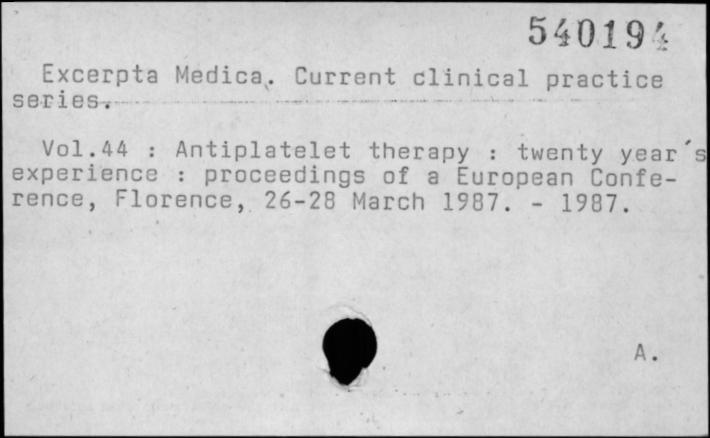 540194
Excerpta Medica. Current clinical practice
series.
Vol.44 : Antiplatelet therapy : twenty year's
experience : proceedings of a European Confe-
rence, Florence, 26-28 March 1987. - 1987.
A.